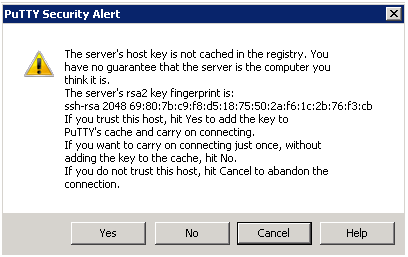 PuTTY Security Alert
The server's host key is not cached in the registry. You
have no guarantee that the server is the computer you
think it is.
The server's rsa2 key fingerprint is:
ssh-rsa 2048 69:80:7b:c9:f8:d5:18:75:50:2a:f6:1c:2b:76:f3:cb
If you trust this host, hit Yes to add the key to
PuTTY's cache and carry on connecting.
If you want to carry on connecting just once, without
adding the key to the cache, hit No.
If you do not trust this host, hit Cancel to abandon the
connection.
Yes No Cancel Help